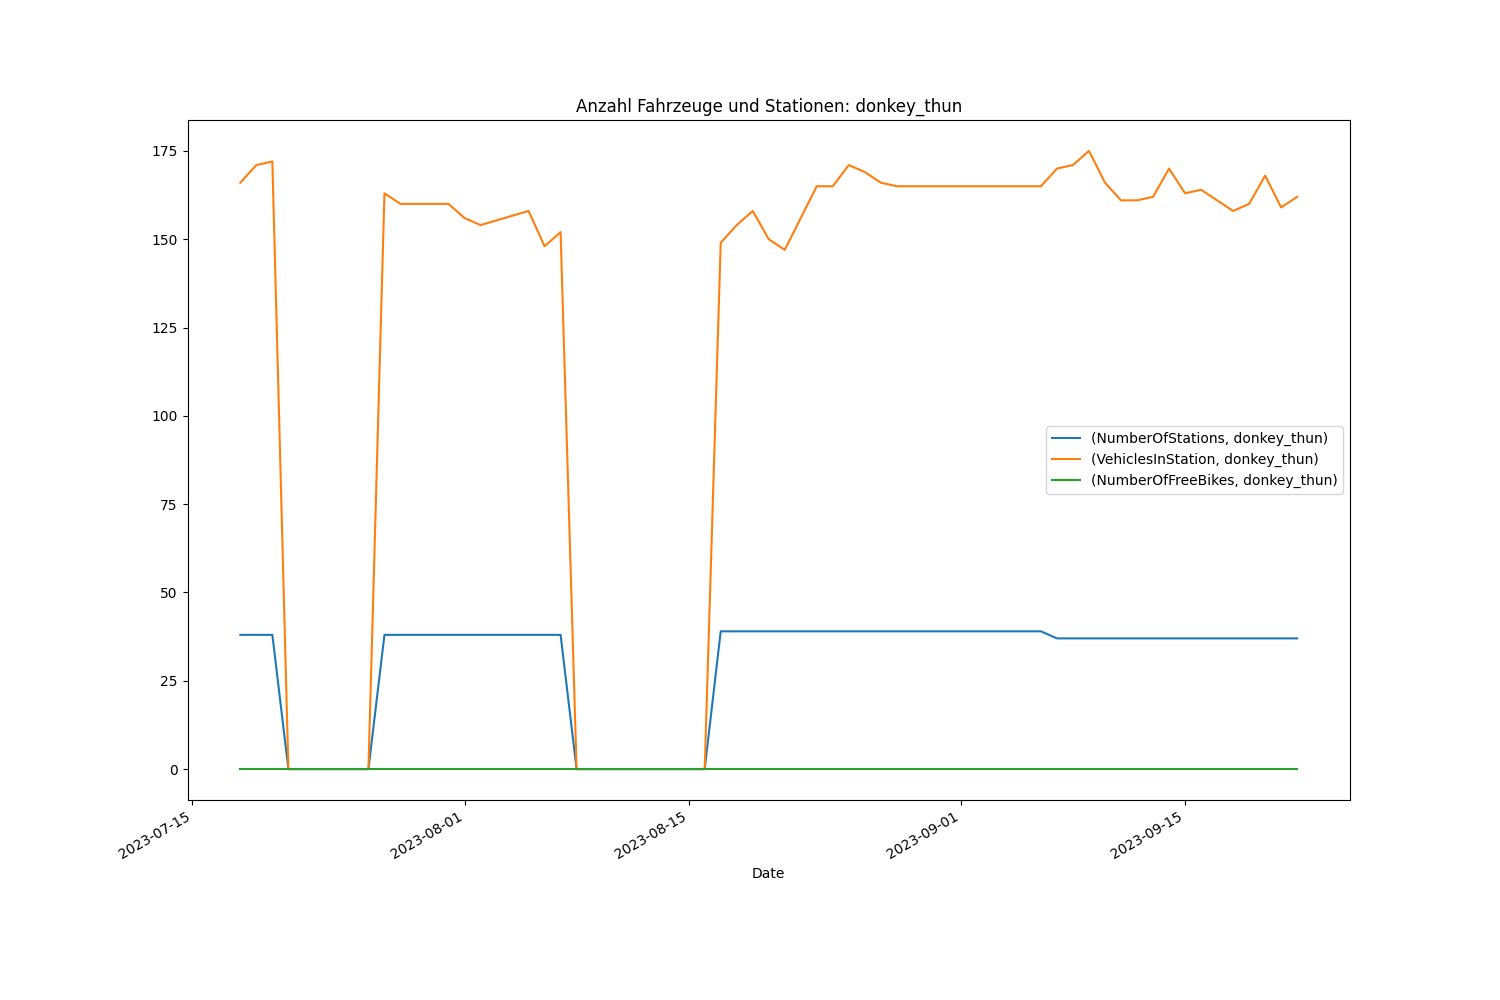 Anzahl Fahrzeuge und Stationen: donkey_thun
175
150
125
100
75
50
25
0
(NumberOfStations, donkey_thun)
(VehiclesInStation, donkey_thun)
(NumberOfFreeBikes, donkey_thun)
2023-07-15
2023-08-01
2023-08-15
2023-09-01
2023-09-15
Date